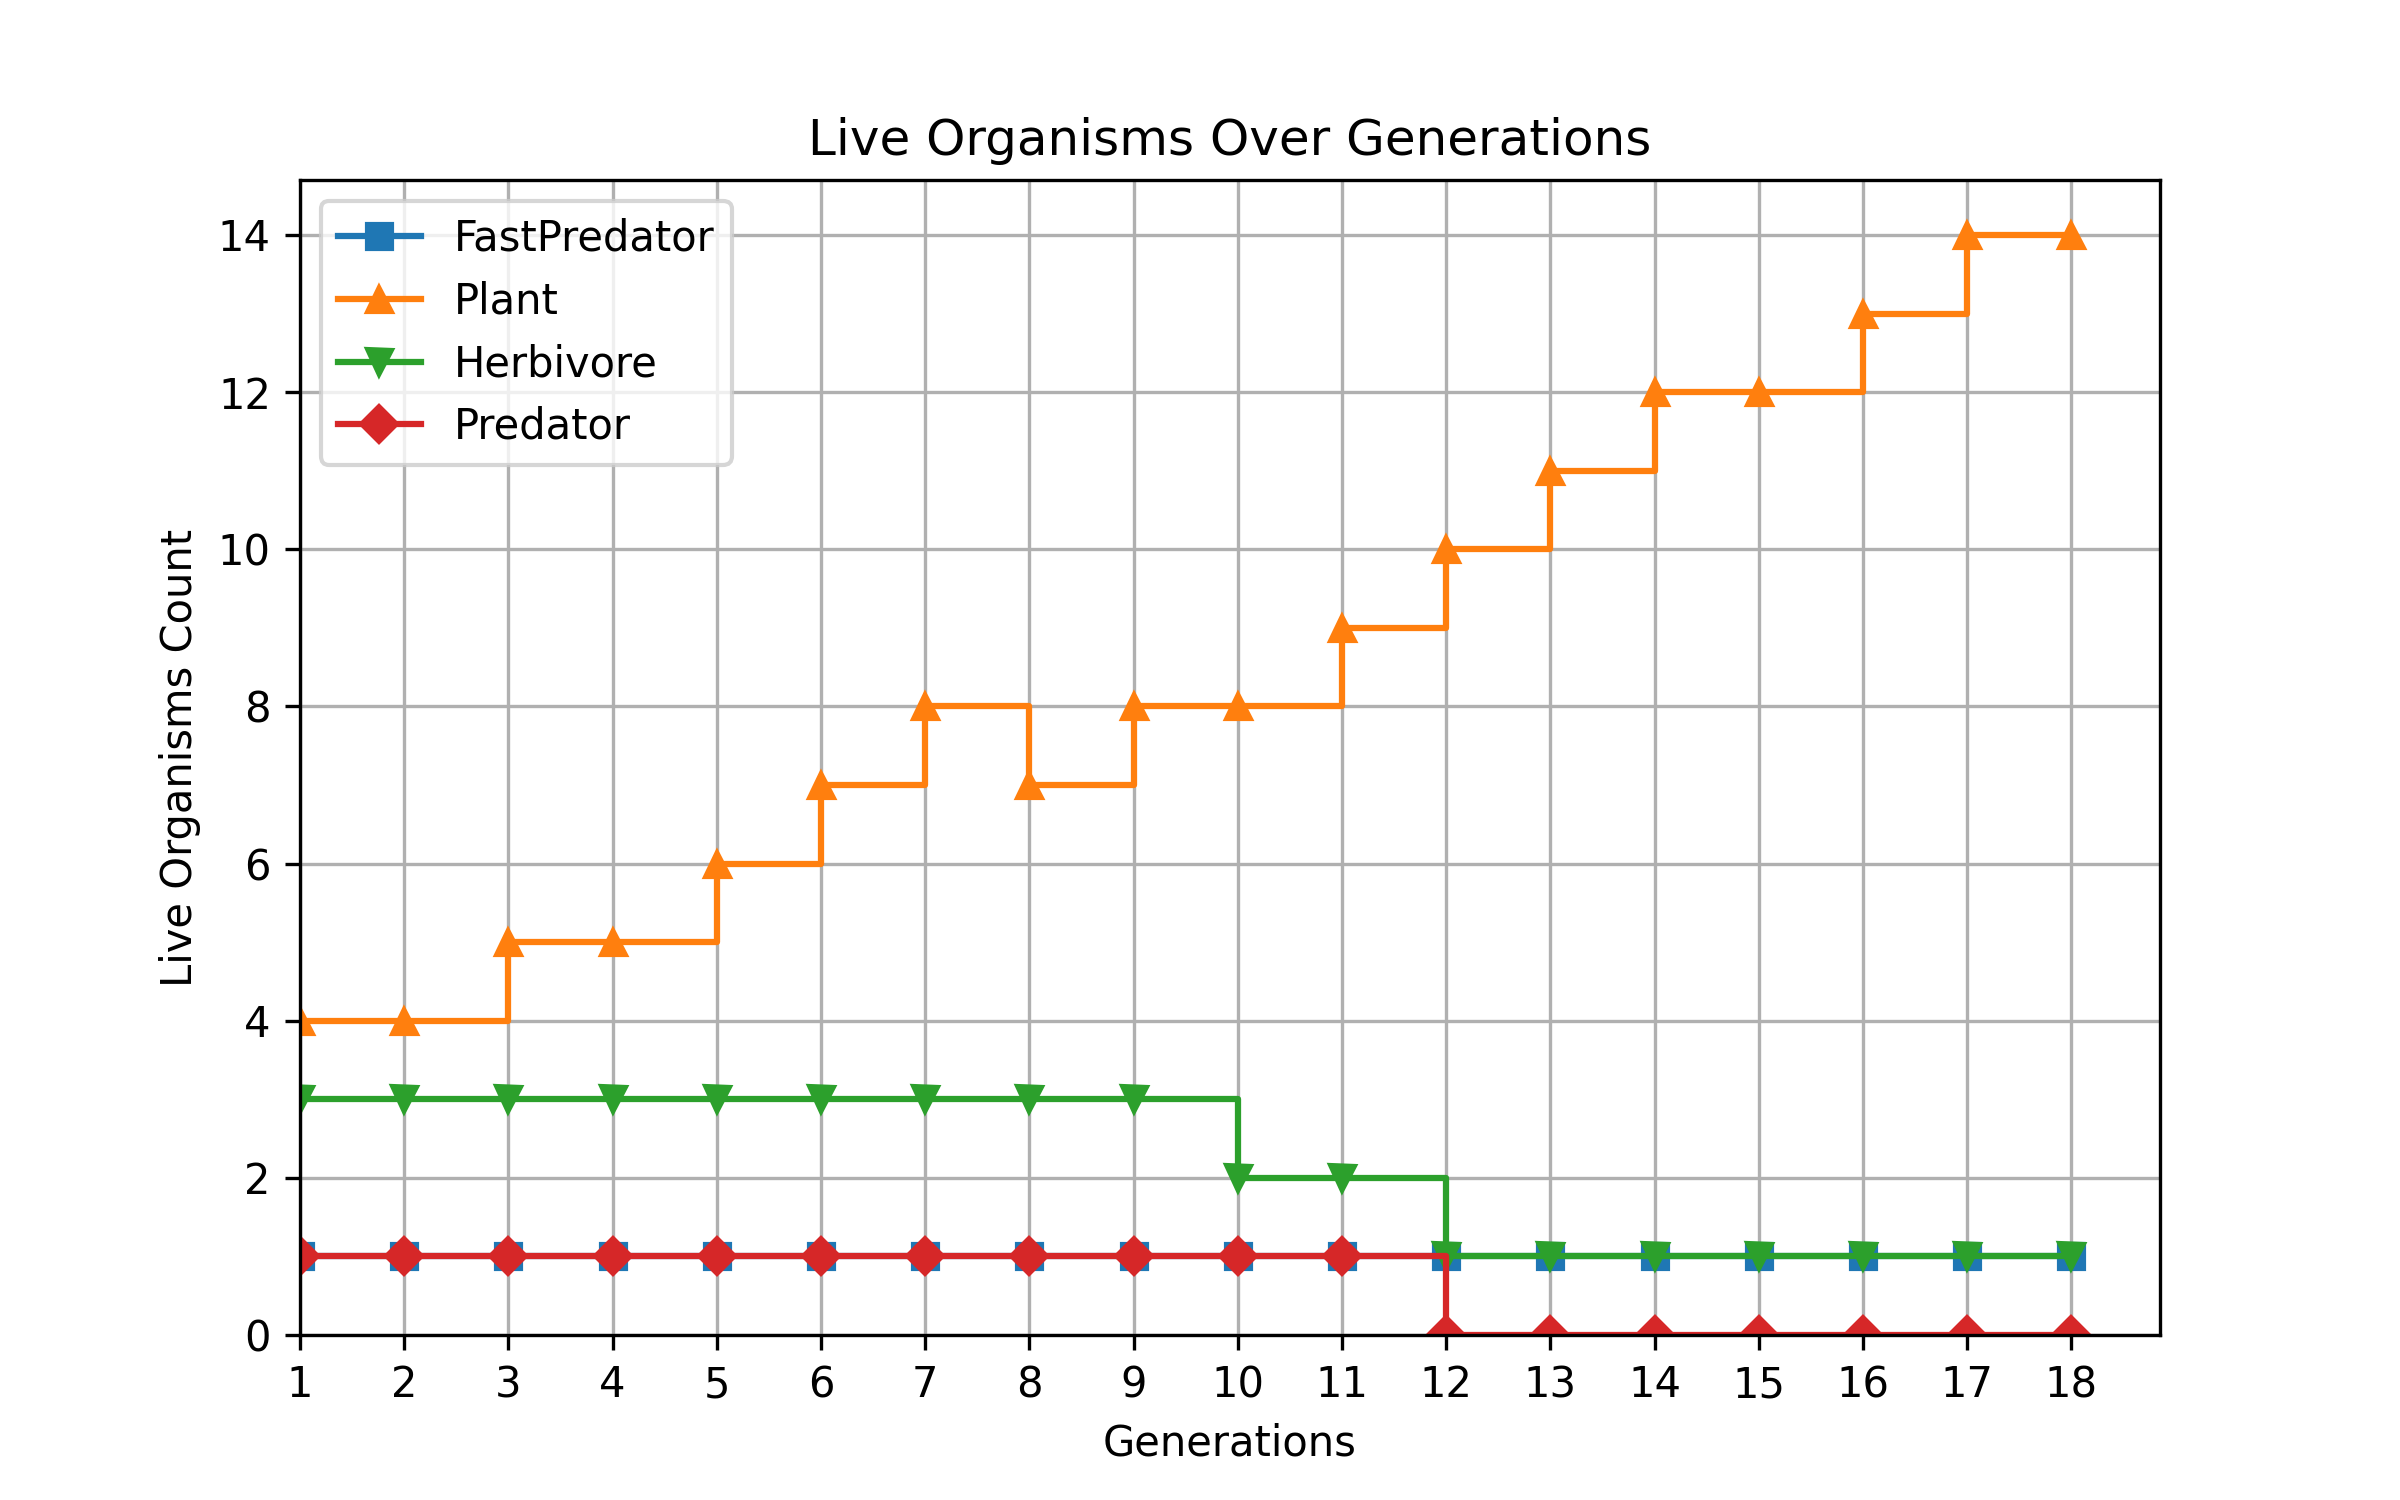 Live Organisms Over Generations
FastPredator
Plant
Herbivore
Predator
Live Organisms Count
14
12
10
8
6
4
2
0
1 2 3 4 5 6 7 8 9 10 11 12 13 14 15 16 17 18
Generations